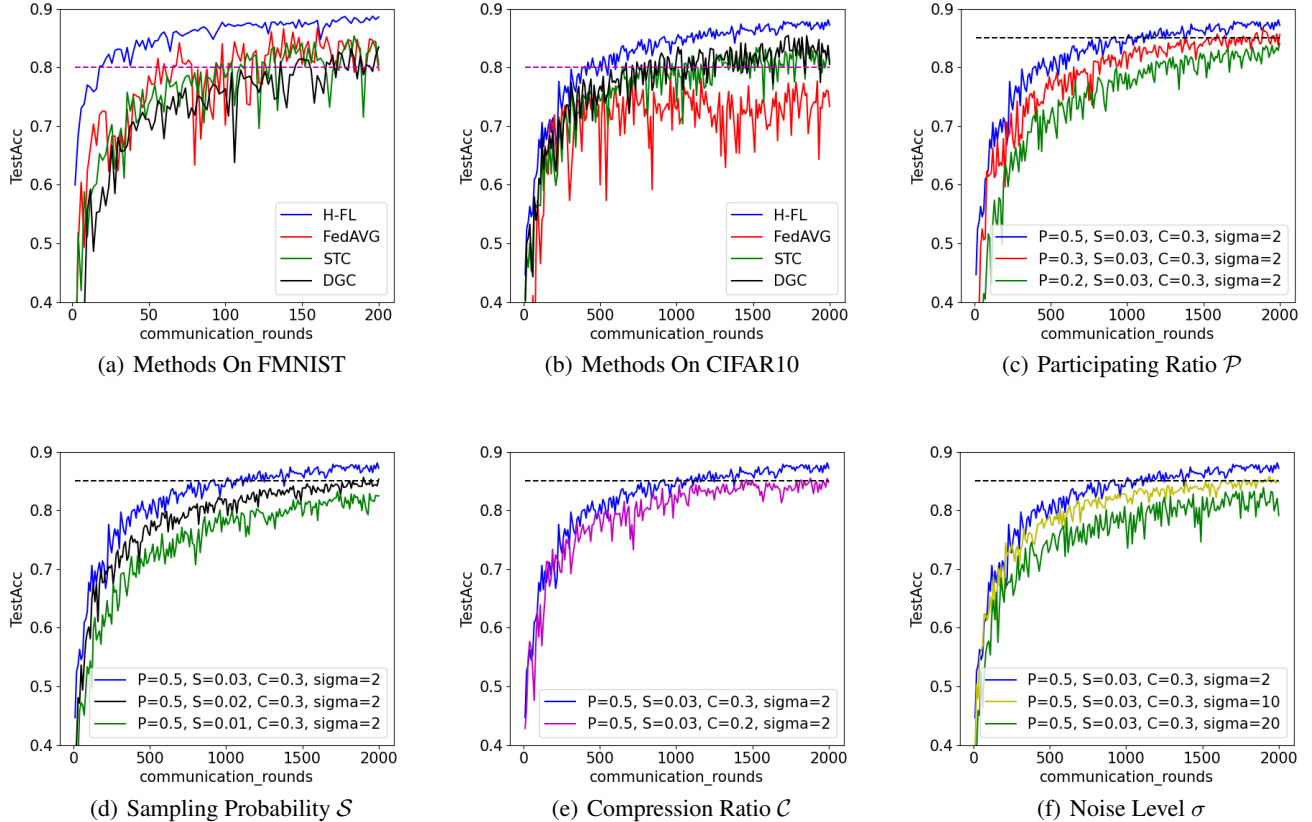 0.9
0.8
0.7
0.6
0.5
0.4
TestAcc
H-FL
FedAVG
STC
DGC
0 50 100 150 200
communication_rounds
(a) Methods On FMNIST
0.9
0.8
0.7
0.6
0.5
0.4
TestAcc
H-FL
FedAVG
STC
DGC
0 500 1000 1500 2000
communication_rounds
(b) Methods On CIFAR10
0.9
0.8
0.7
0.6
0.5
0.4
TestAcc
P=0.5, S=0.03, C=0.3, sigma=2
P=0.3, S=0.03, C=0.3, sigma=2
P=0.2, S=0.03, C=0.3, sigma=2
0 500 1000 1500 2000
communication_rounds
(c) Participating Ratio 𝒫
0.9
0.8
0.7
0.6
0.5
0.4
TestAcc
P=0.5, S=0.03, C=0.3, sigma=2
P=0.5, S=0.02, C=0.3, sigma=2
P=0.5, S=0.01, C=0.3, sigma=2
0 500 1000 1500 2000
communication_rounds
(d) Sampling Probability 𝒮
0.9
0.8
0.7
0.6
0.5
0.4
TestAcc
P=0.5, S=0.03, C=0.3, sigma=2
P=0.5, S=0.03, C=0.2, sigma=2
0 500 1000 1500 2000
communication_rounds
(e) Compression Ratio 𝒞
0.9
0.8
0.7
0.6
0.5
0.4
TestAcc
P=0.5, S=0.03, C=0.3, sigma=2
P=0.5, S=0.03, C=0.3, sigma=10
P=0.5, S=0.03, C=0.3, sigma=20
0 500 1000 1500 2000
communication_rounds
(f) Noise Level σ